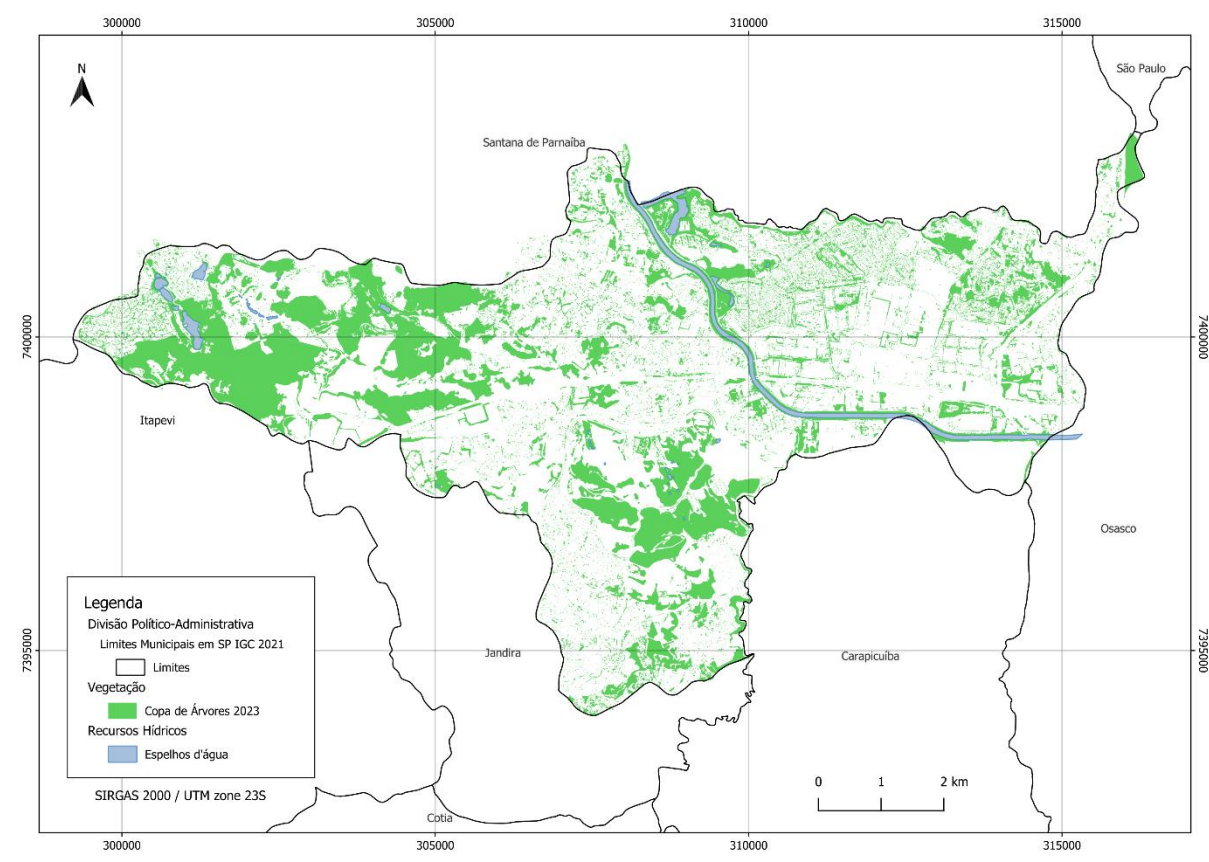 300000 305000 310000 315000
São Paulo
N
Santana de Parnaíba
7400000 7400000
Itapevi
Osasco
Legenda
Divisão Político-Administrativa
Limites Municipais em SP IGC 2021
Limites
Vegetação
Copa de Árvores 2023
Recursos Hídricos
Espelhos d'água
SIRGAS 2000 / UTM zone 23S
7395000 7395000
Jandira
Carapicuíba
0 1 2 km
Cotia
300000 305000 310000 315000